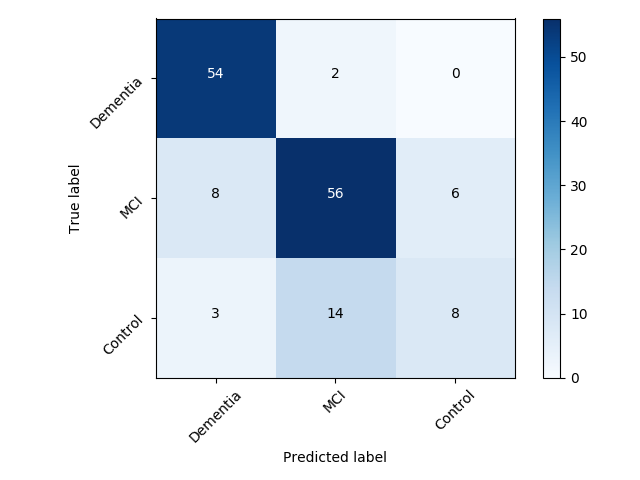 Dementia 54 2 0
MCI 8 56 6
Control 3 14 8
Dementia MCI Control
True label
Predicted label
50
40
30
20
10
0